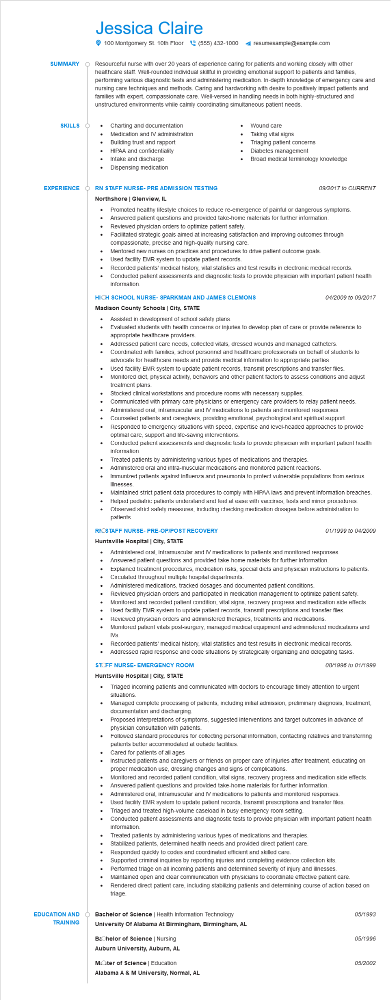 Jessica Claire
100 Montgomery St. 10th Floor (555) 432-1000 resumesample@example.com
SUMMARY
Resourceful nurse with over 20 years of experience caring for patients and working closely with other
healthcare staff. Well-rounded individual skillful in providing emotional support to patients and families,
performing various diagnostic tests and administering medication. In-depth knowledge of emergency care and
nursing care techniques and methods. Caring and hardworking with desire to positively impact patients and
families with expert, compassionate care. Well-versed in handling needs in both highly-structured and
unstructured environments while calmly coordinating simultaneous patient needs.
SKILLS
• Charting and documentation
• Medication and IV administration
• Building trust and rapport
• HIPAA and confidentiality
• Intake and discharge
• Dispensing medication
• Wound care
• Taking vital signs
• Triaging patient concerns
• Diabetes management
• Broad medical terminology knowledge
EXPERIENCE
RN STAFF NURSE- PRE ADMISSION TESTING 09/2017 to CURRENT
Northshore | Glenview, IL
• Promoted healthy lifestyle choices to reduce re-emergence of painful or dangerous symptoms.
• Answered patient questions and provided take-home materials for further information.
• Reviewed physician orders to optimize patient safety.
• Facilitated strategic goals aimed at increasing satisfaction and improving outcomes through
compassionate, precise and high-quality nursing care.
• Mentored new nurses on practices and procedures to drive patient outcome goals.
• Used facility EMR system to update patient records.
• Recorded patients' medical history, vital statistics and test results in electronic medical records.
• Conducted patient assessments and diagnostic tests to provide physician with important patient health
information.
HIGH SCHOOL NURSE- SPARKMAN AND JAMES CLEMONS 04/2009 to 09/2017
Madison County Schools | City, STATE
• Assisted in development of school safety plans.
• Evaluated students with health concerns or injuries to develop plan of care or provide reference to
appropriate healthcare providers.
• Addressed patient care needs, collected vitals, dressed wounds and managed catheters.
• Coordinated with families, school personnel and healthcare professionals on behalf of students to
advocate for healthcare needs and provide medical information to appropriate parties.
• Used facility EMR system to update patient records, transmit prescriptions and transfer files.
• Monitored diet, physical activity, behaviors and other patient factors to assess conditions and adjust
treatment plans.
• Stocked clinical workstations and procedure rooms with necessary supplies.
• Communicated with primary care physicians or emergency care providers to relay patient needs.
• Administered oral, intramuscular and IV medications to patients and monitored responses.
• Counseled patients and caregivers, providing emotional, psychological and spiritual support.
• Responded to emergency situations with speed, expertise and level-headed approaches to provide
optimal care, support and life-saving interventions.
• Conducted patient assessments and diagnostic tests to provide physician with important patient health
information.
• Treated patients by administering various types of medications and therapies.
• Administered oral and intra-muscular medications and monitored patient reactions.
• Immunized patients against influenza and pneumonia to protect vulnerable populations from serious
illnesses.
• Maintained strict patient data procedures to comply with HIPAA laws and prevent information breaches.
• Helped pediatric patients understand and feel at ease with vaccines, tests and minor procedures.
• Observed strict safety measures, including checking medication dosages before administration to
patients.
RN STAFF NURSE- PRE-OP/POST RECOVERY 01/1999 to 04/2009
Huntsville Hospital | City, STATE
• Administered oral, intramuscular and IV medications to patients and monitored responses.
• Answered patient questions and provided take-home materials for further information.
• Explained treatment procedures, medication risks, special diets and physician instructions to patients.
• Circulated throughout multiple hospital departments.
• Administered medications, tracked dosages and documented patient conditions.
• Reviewed physician orders and participated in medication management to optimize patient safety.
• Monitored and recorded patient condition, vital signs, recovery progress and medication side effects.
• Used facility EMR system to update patient records, transmit prescriptions and transfer files.
• Reviewed physician orders and administered therapies, treatments and medications.
• Monitored patient vitals post-surgery, managed medical equipment and administered medications and
IVs.
• Recorded patients' medical history, vital statistics and test results in electronic medical records.
• Addressed rapid response and code situations by strategically organizing and delegating tasks.
STAFF NURSE- EMERGENCY ROOM 08/1996 to 01/1999
Huntsville Hospital | City, STATE
• Triaged incoming patients and communicated with doctors to encourage timely attention to urgent
situations.
• Managed complete processing of patients, including initial admission, preliminary diagnosis, treatment,
documentation and discharging.
• Proposed interpretations of symptoms, suggested interventions and target outcomes in advance of
physician consultation with patients.
• Followed standard procedures for collecting personal information, contacting relatives and transferring
patients better accommodated at outside facilities.
• Cared for patients of all ages
• Instructed patients and caregivers or friends on proper care of injuries after treatment, educating on
proper medication use, dressing changes and signs of complications.
• Monitored and recorded patient condition, vital signs, recovery progress and medication side effects.
• Answered patient questions and provided take-home materials for further information.
• Administered oral, intramuscular and IV medications to patients and monitored responses.
• Used facility EMR system to update patient records, transmit prescriptions and transfer files.
• Triaged and treated high-volume caseload in busy emergency room setting.
• Conducted patient assessments and diagnostic tests to provide physician with important patient health
information.
• Treated patients by administering various types of medications and therapies.
• Stabilized patients, determined health needs and provided direct patient care.
• Responded quickly to codes and coordinated efficient and skilled care.
• Supported criminal inquiries by reporting injuries and completing evidence collection kits.
• Performed triage on all incoming patients and determined severity of injury and illnesses.
• Maintained open and clear communication with physicians to coordinate effective patient care.
• Rendered direct patient care, including stabilizing patients and determining course of action based on
triage.
EDUCATION AND
TRAINING
Bachelor of Science | Health Information Technology 05/1993
University Of Alabama At Birmingham, Birmingham, AL
Bachelor of Science | Nursing 05/1996
Auburn University, Auburn, AL
Master of Science | Education 05/2002
Alabama A & M University, Normal, AL